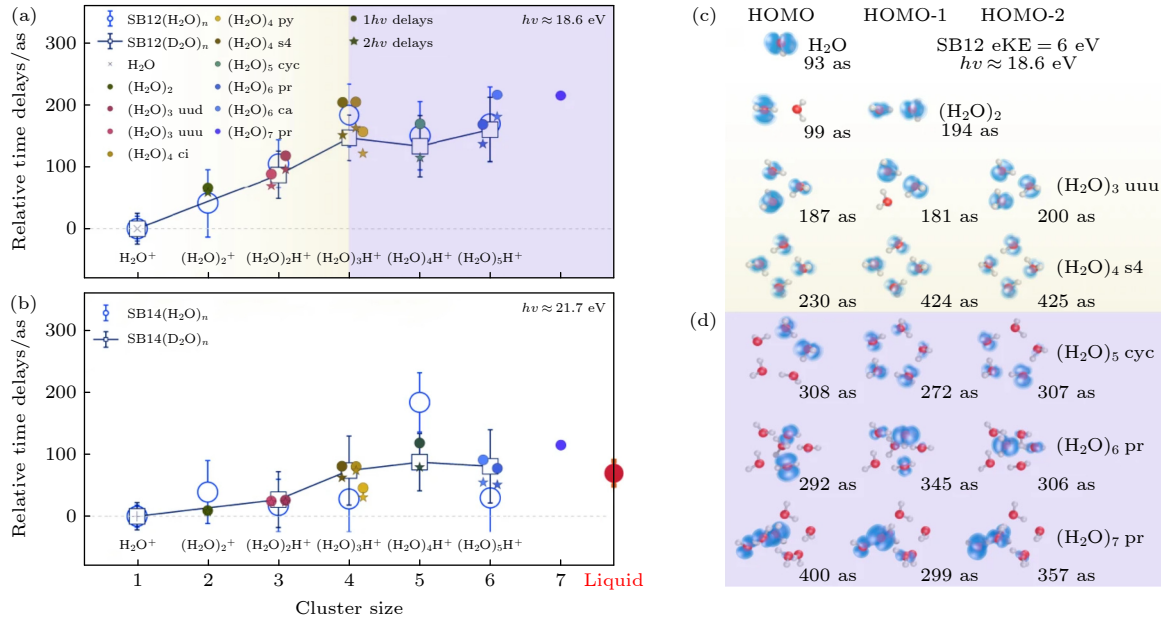 (a)
Relative time delays/as
300
200
100
0
SB12(H₂O)ₙ
SB12(D₂O)ₙ
H₂O
(H₂O)₂
(H₂O)₃ uud
(H₂O)₃ uuu
(H₂O)₄ ci
(H₂O)₄ py
(H₂O)₄ s4
(H₂O)₅ cyc
(H₂O)₆ pr
(H₂O)₆ ca
(H₂O)₇ pr
1hν delays
2hν delays
hν ≈ 18.6 eV
H₂O⁺ (H₂O)₂⁺ (H₂O)₂H⁺ (H₂O)₃H⁺ (H₂O)₄H⁺ (H₂O)₅H⁺
(b)
Relative time delays/as
300
200
100
0
SB14(H₂O)ₙ
SB14(D₂O)ₙ
hν ≈ 21.7 eV
H₂O⁺ (H₂O)₂⁺ (H₂O)₂H⁺ (H₂O)₃H⁺ (H₂O)₄H⁺ (H₂O)₅H⁺
1 2 3 4 5 6 7 Liquid
Cluster size
(c) HOMO HOMO-1 HOMO-2
H₂O
93 as
SB12 eKE = 6 eV
hν ≈ 18.6 eV
(H₂O)₂
99 as 194 as
(H₂O)₃ uuu
187 as 181 as 200 as
(H₂O)₄ s4
230 as 424 as 425 as
(d)
(H₂O)₅ cyc
308 as 272 as 307 as
(H₂O)₆ pr
292 as 345 as 306 as
(H₂O)₇ pr
400 as 299 as 357 as